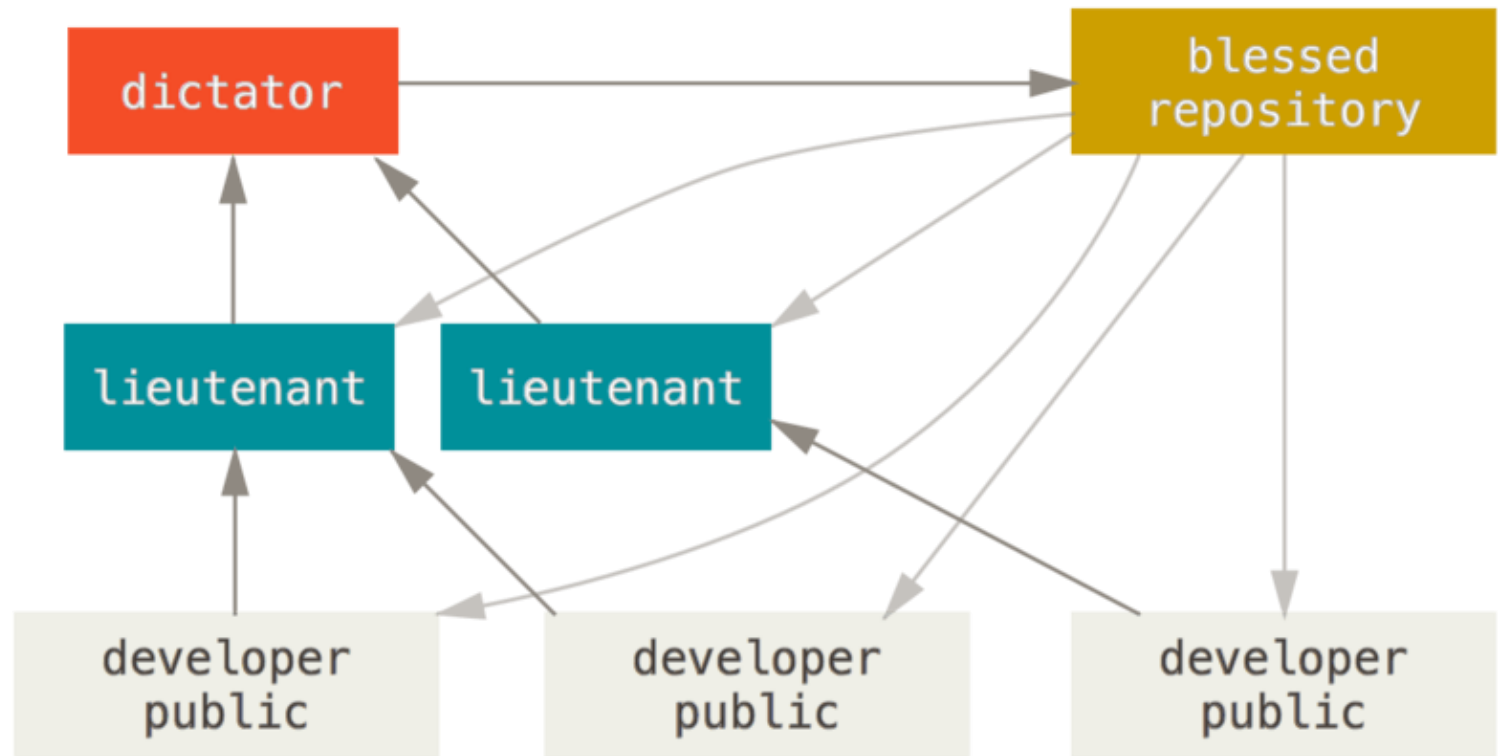 dictator
blessed
repository
lieutenant
lieutenant
developer
public
developer
public
developer
public